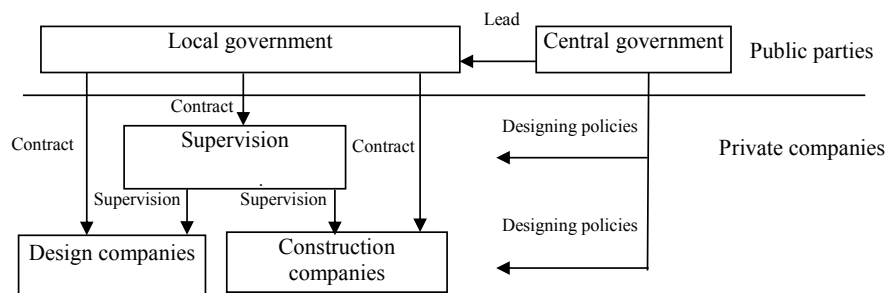 Lead
Local government
Central government
Public parties
Contract
Designing policies
Contract
Supervision
Contract
Private companies
Supervision
Supervision
Designing policies
Design companies
Construction
companies